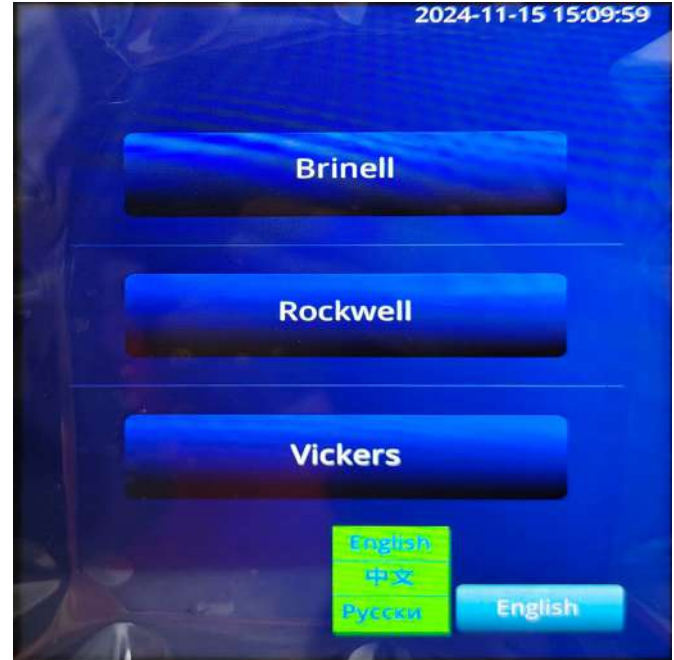 2024-11-15 15:09:59
Brinell
Rockwell
Vickers
English
中文
Русски
English